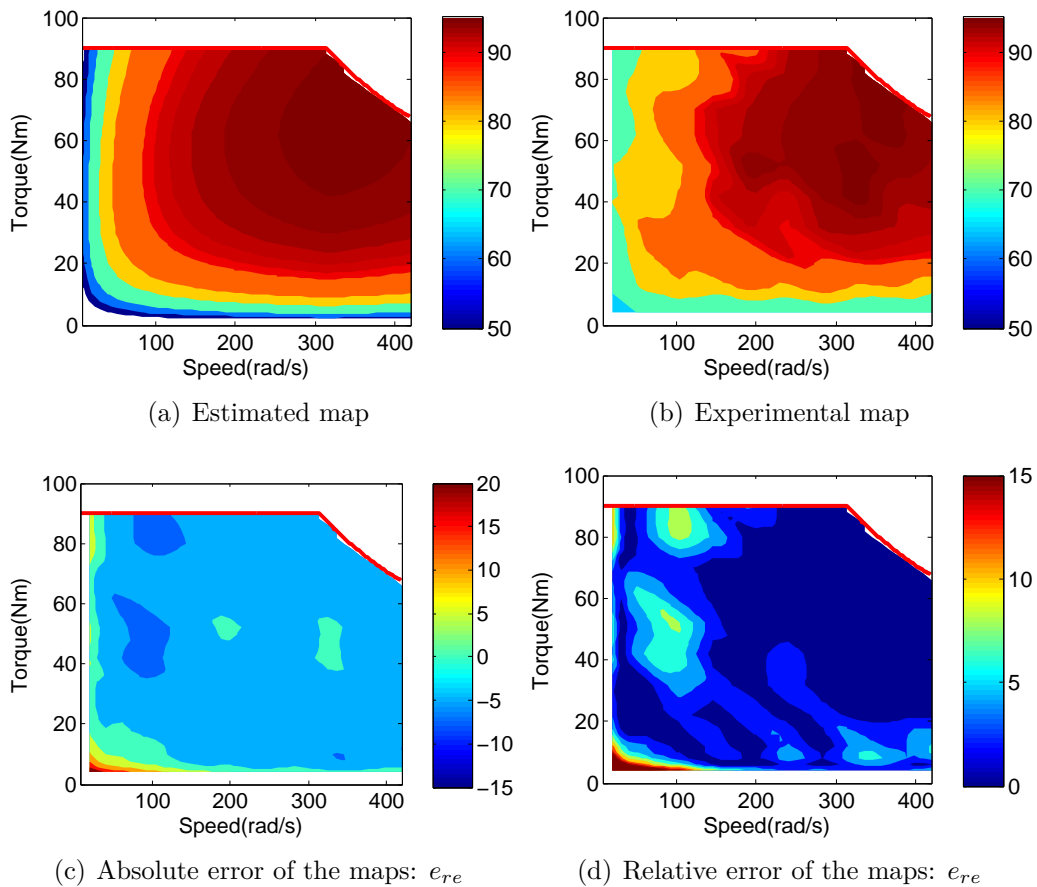 100
80
60
40
20
0
Torque(Nm)
100 200 300 400
Speed(rad/s)
90
80
70
60
50
(a) Estimated map
100
80
60
40
20
0
Torque(Nm)
100 200 300 400
Speed(rad/s)
90
80
70
60
50
(b) Experimental map
100
80
60
40
20
0
Torque(Nm)
100 200 300 400
Speed(rad/s)
20
15
10
5
0
−5
−10
−15
(c) Absolute error of the maps: e_re
100
80
60
40
20
0
Torque(Nm)
100 200 300 400
Speed(rad/s)
15
10
5
0
(d) Relative error of the maps: e_re